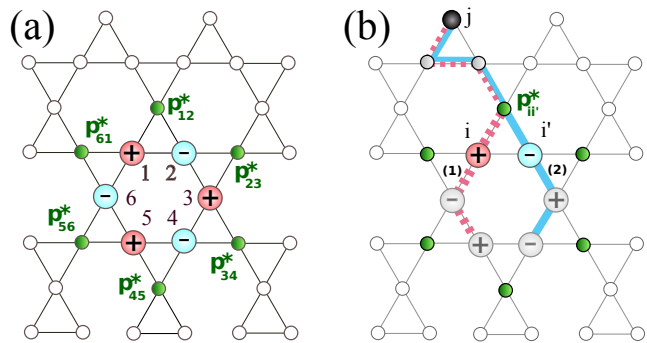 (a)
p*12
p*61
+ -
1 2
p*23
- 6 3 +
5 4
p*56
+ -
p*34
p*45
(b)
j
p*ii'
i i'
+ -
(1) (2)
- +
+ -